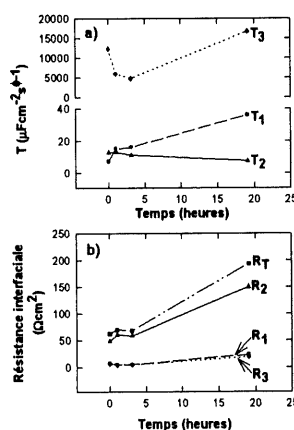 a)
20000
15000
10000
5000
0
40
20
0
T (µFcm⁻²s^ϕ⁻¹)
T3
T1
T2
-5 0 5 10 15 20 25
Temps (heures)
b)
250
200
150
100
50
0
Résistance interfaciale
(Ωcm²)
RT
R2
R1
R3
-5 0 5 10 15 20 25
Temps (heures)